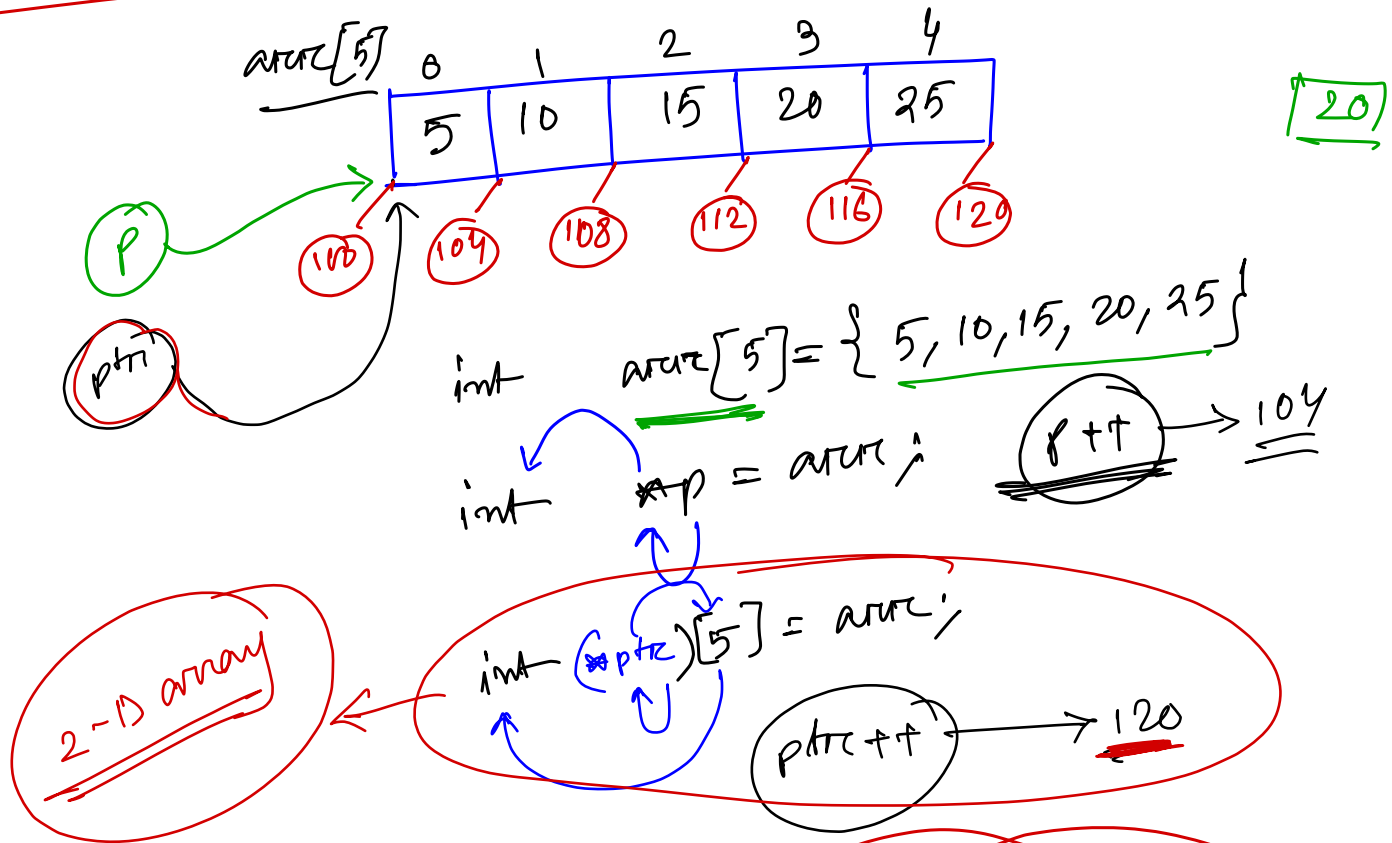 arr[5] 0 1 2 3 4
5 10 15 20 25
20
p
100 104 108 112 116 120
ptr
int arr[5] = { 5, 10, 15, 20, 25 }
p++ → 104
int *p = arr;
int (*ptr)[5] = arr;
2-D array
ptr++ → 120